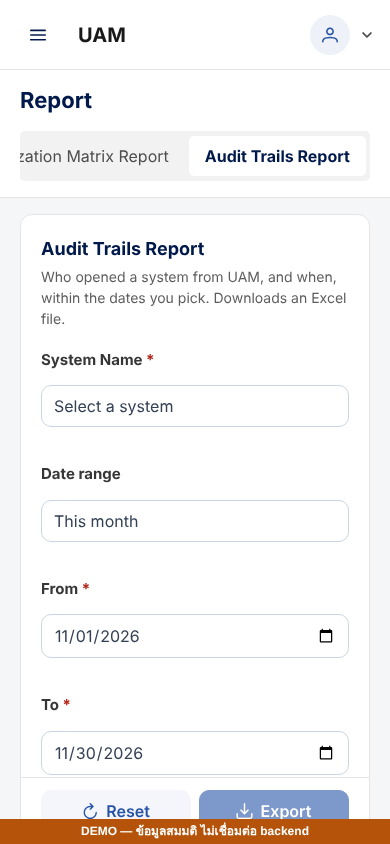 UAM
Report
zation Matrix Report
Audit Trails Report
Audit Trails Report
Who opened a system from UAM, and when,
within the dates you pick. Downloads an Excel
file.
System Name *
Select a system
Date range
This month
From *
11/01/2026
To *
11/30/2026
Reset
Export
DEMO — ข้อมูลสมมติ ไม่เชื่อมต่อ backend